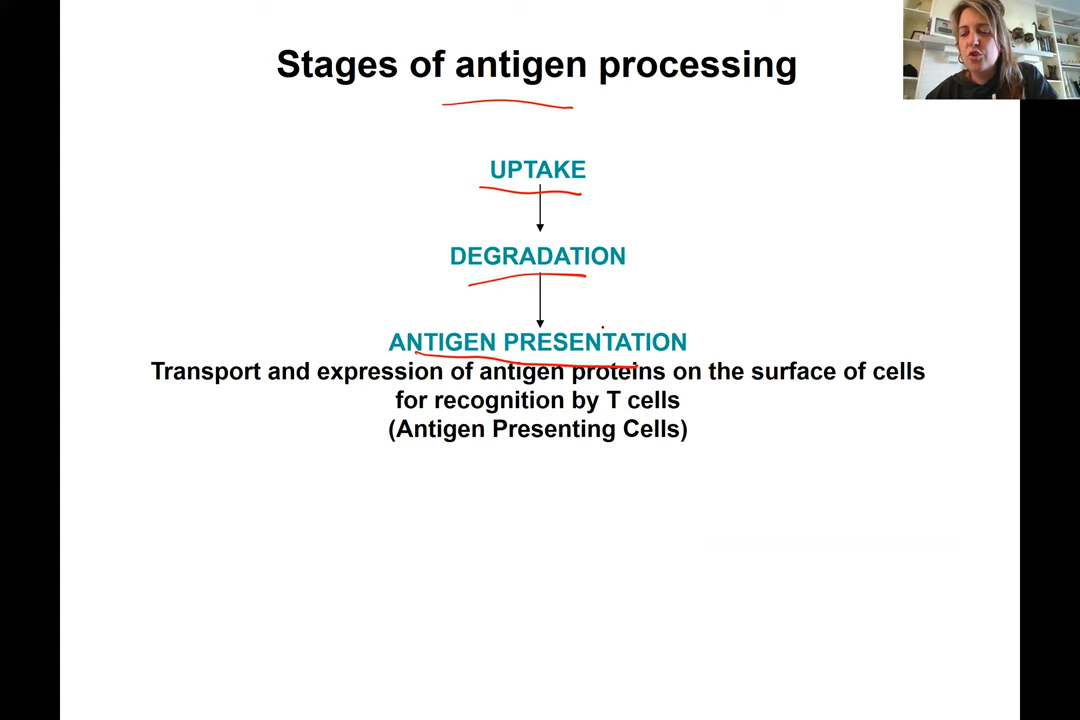 Stages of antigen processing
UPTAKE
DEGRADATION
ANTIGEN PRESENTATION
Transport and expression of antigen proteins on the surface of cells
for recognition by T cells
(Antigen Presenting Cells)